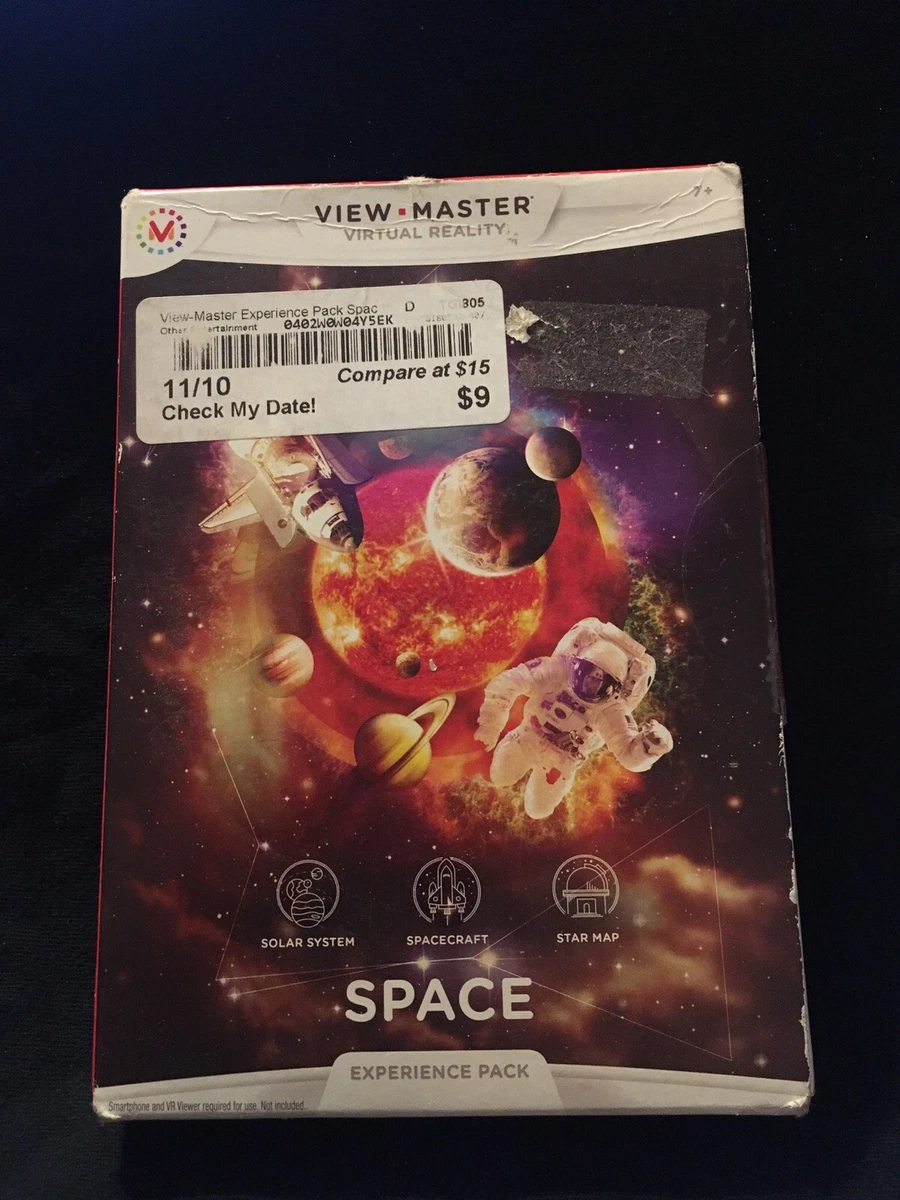 7+
VIEW MASTER
VIRTUAL REALITY
M
View-Master Experience Pack Spac D 305
0402W0W04Y5EK
11/10
Compare at $15
Check My Date!
$9
SOLAR SYSTEM
SPACECRAFT
STAR MAP
SPACE
EXPERIENCE PACK
Smartphone and VR Viewer required for use. Not included.